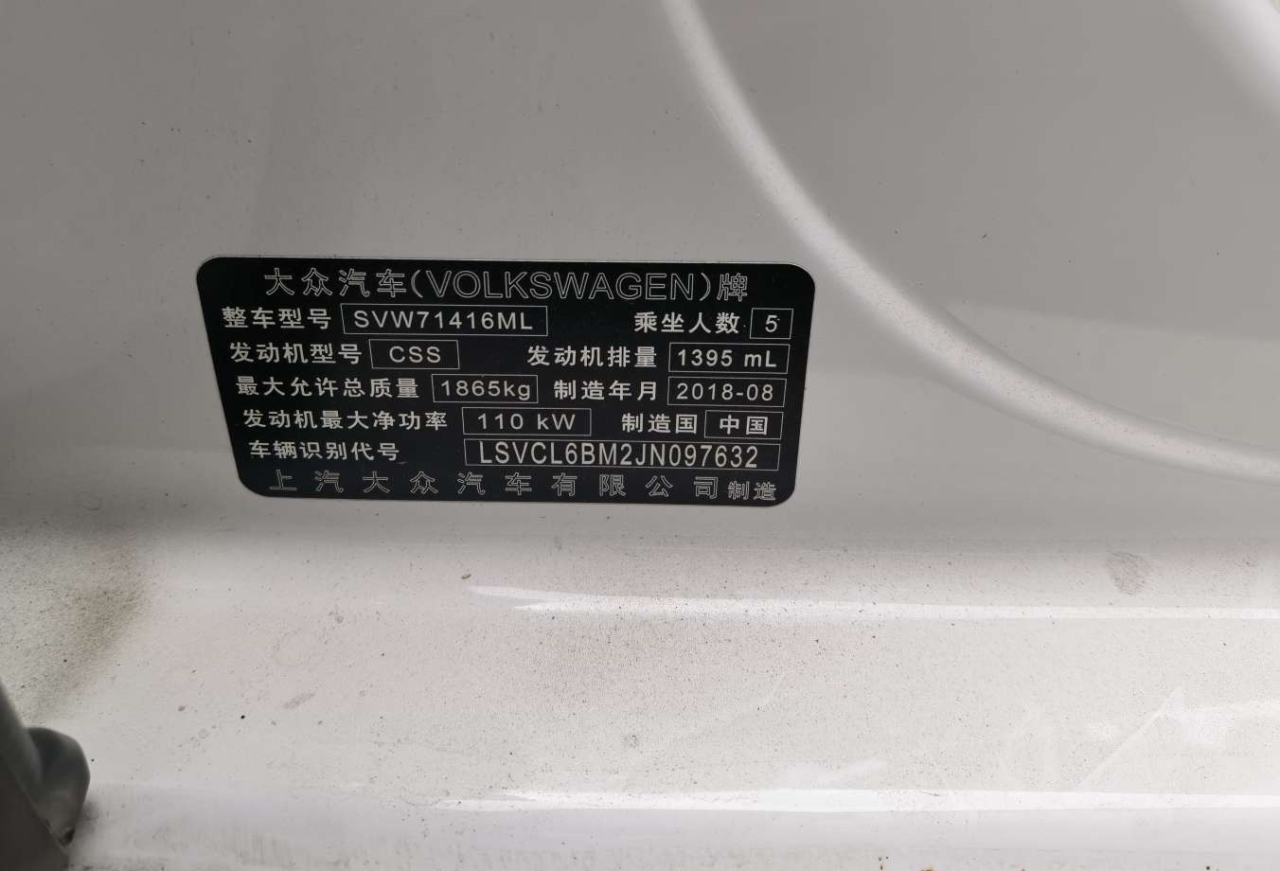 大众汽车(VOLKSWAGEN)牌
整车型号 SVW71416ML 乘坐人数 5
发动机型号 CSS 发动机排量 1395 mL
最大允许总质量 1865kg 制造年月 2018-08
发动机最大净功率 110 kW 制造国 中国
车辆识别代号 LSVCL6BM2JN097632
上汽大众汽车有限公司制造